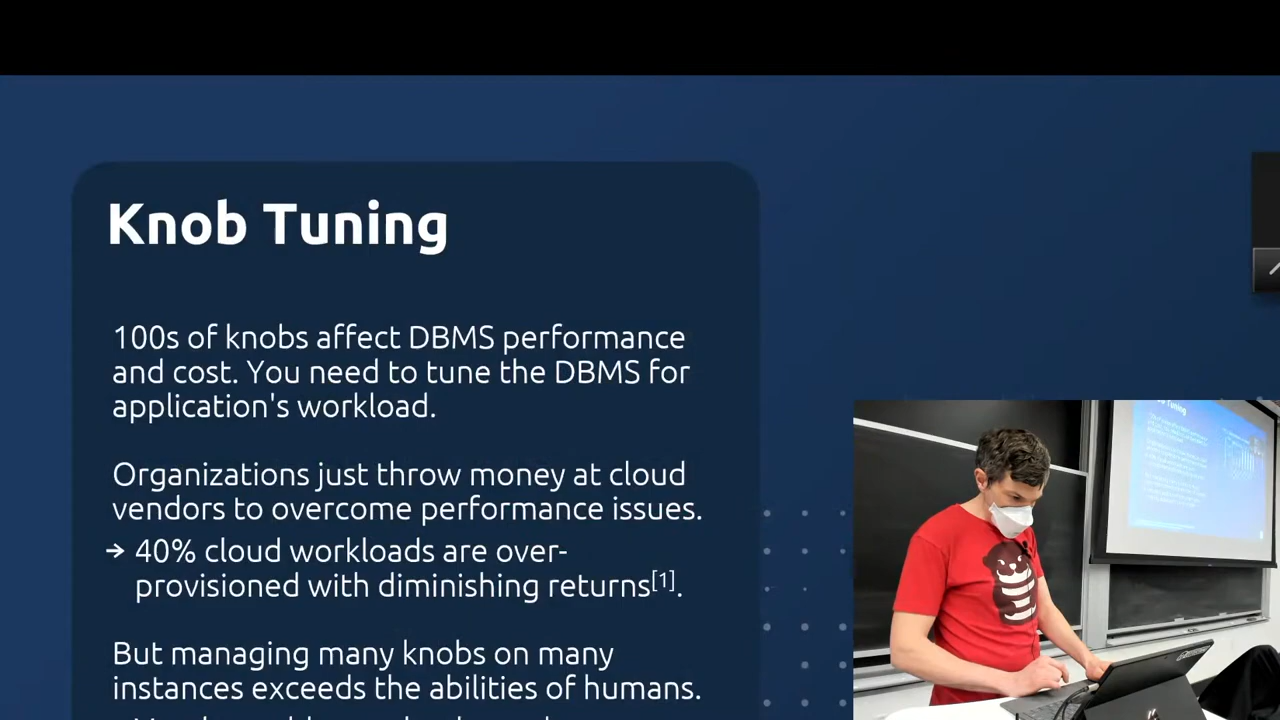 Knob Tuning
100s of knobs affect DBMS performance
and cost. You need to tune the DBMS for
application's workload.
Organizations just throw money at cloud
vendors to overcome performance issues.
→ 40% cloud workloads are over-
provisioned with diminishing returns[1].
But managing many knobs on many
instances exceeds the abilities of humans.